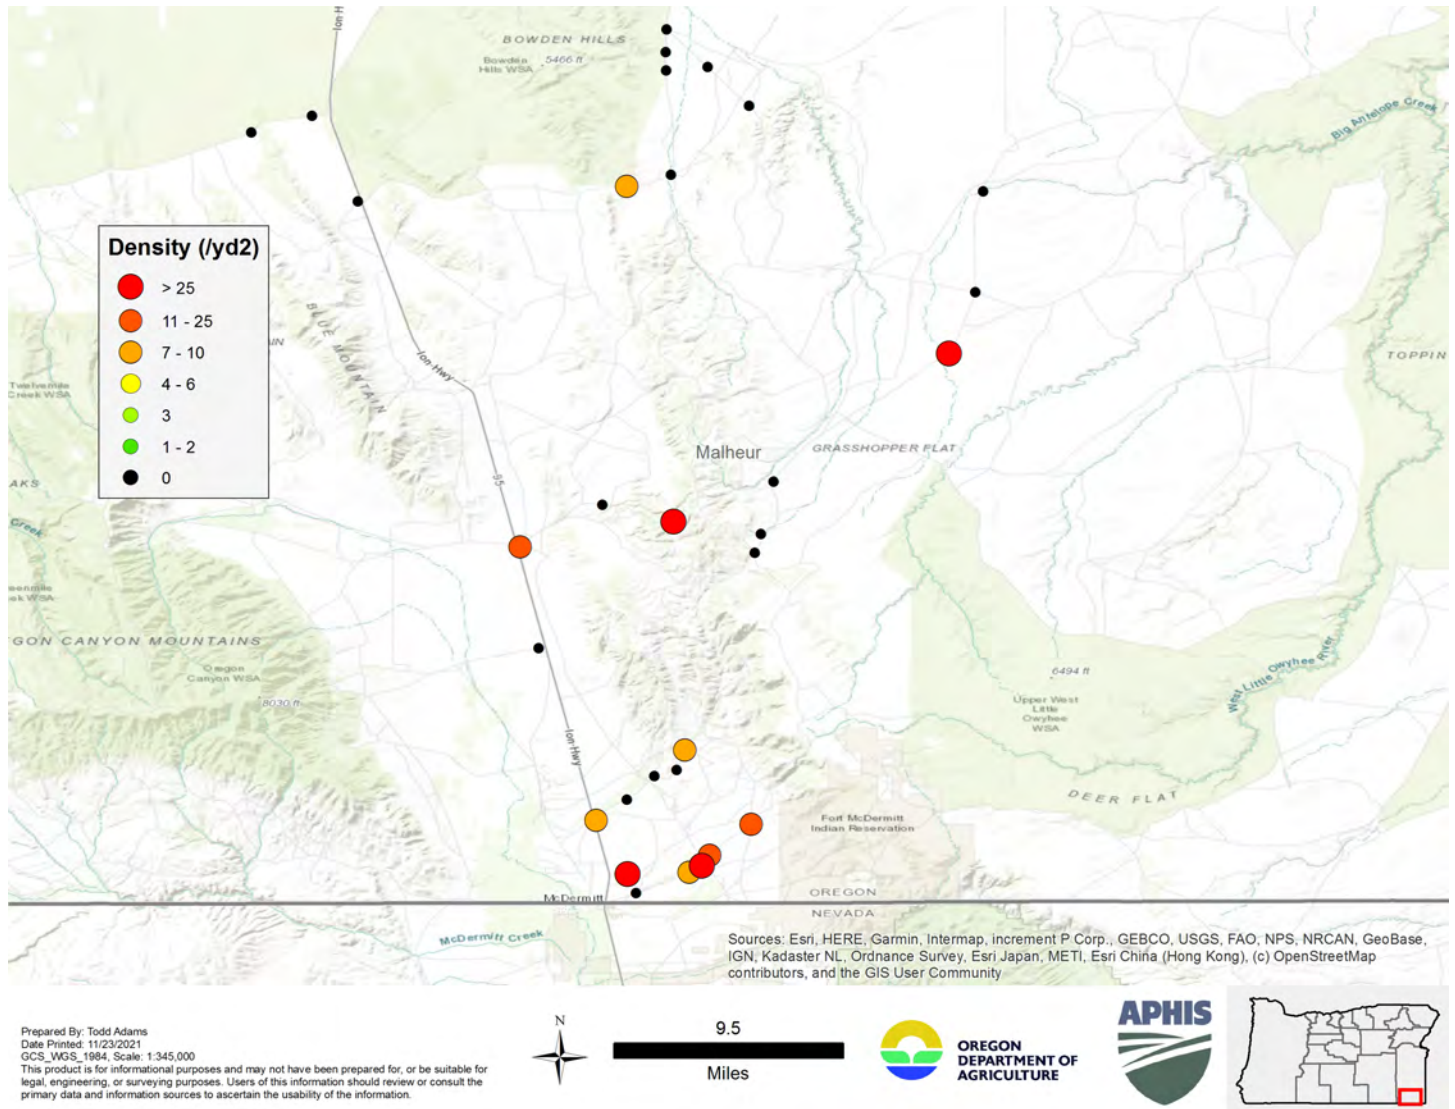 Ion H
BOWDEN HILLS
Bowden
Hills WSA
5466 ft
Big Antelope Creek
Density (/yd2)
> 25
11 - 25
7 - 10
4 - 6
3
1 - 2
0
BLUE MOUNTAIN
AIN
Ion Hwy
TOPPIN
Twelvemile
Creek WSA
Malheur
GRASSHOPPER FLAT
95
AKS
Creek
ek WSA
GON CANYON MOUNTAINS
Oregon
Canyon WSA
8030 ft
6494 ft
Upper West
Little
Owyhee
WSA
West Little Owyhee River
Ion Hwy
DEER FLAT
Fort McDermitt
Indian Reservation
McDermitt
OREGON
NEVADA
McDermitt Creek
Sources: Esri, HERE, Garmin, Intermap, increment P Corp., GEBCO, USGS, FAO, NPS, NRCAN, GeoBase,
IGN, Kadaster NL, Ordnance Survey, Esri Japan, METI, Esri China (Hong Kong), (c) OpenStreetMap
contributors, and the GIS User Community
Prepared By: Todd Adams
Date Printed: 11/23/2021
GCS_WGS_1984, Scale: 1:345,000
This product is for informational purposes and may not have been prepared for, or be suitable for
legal, engineering, or surveying purposes. Users of this information should review or consult the
primary data and information sources to ascertain the usability of the information.
N
9.5
Miles
OREGON
DEPARTMENT OF
AGRICULTURE
APHIS